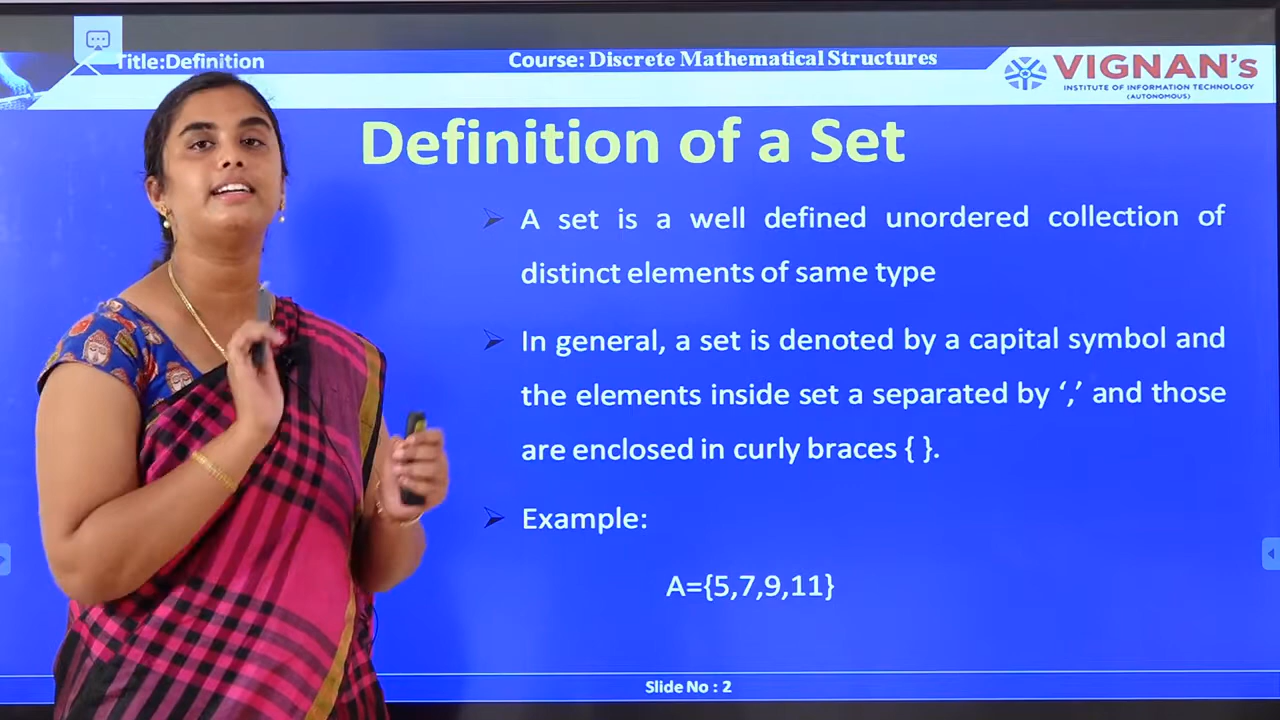 Title:Definition
Course: Discrete Mathematical Structures
VIGNAN's
INSTITUTE OF INFORMATION TECHNOLOGY
(AUTONOMOUS)
Definition of a Set
A set is a well defined unordered collection of
distinct elements of same type
In general, a set is denoted by a capital symbol and
the elements inside set a separated by ‘,’ and those
are enclosed in curly braces { }.
Example:
A={5,7,9,11}
Slide No : 2